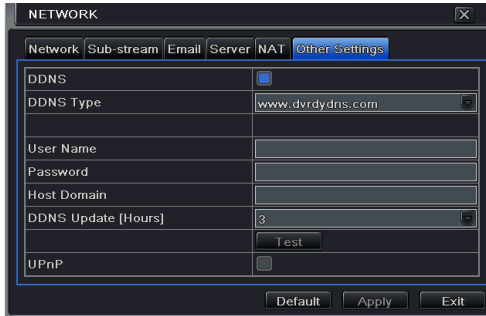 NETWORK
Network Sub-stream Email Server NAT Other Settings
DDNS
DDNS Type www.dvrdydns.com
User Name
Password
Host Domain
DDNS Update [Hours] 3
Test
UPnP
Default Apply Exit